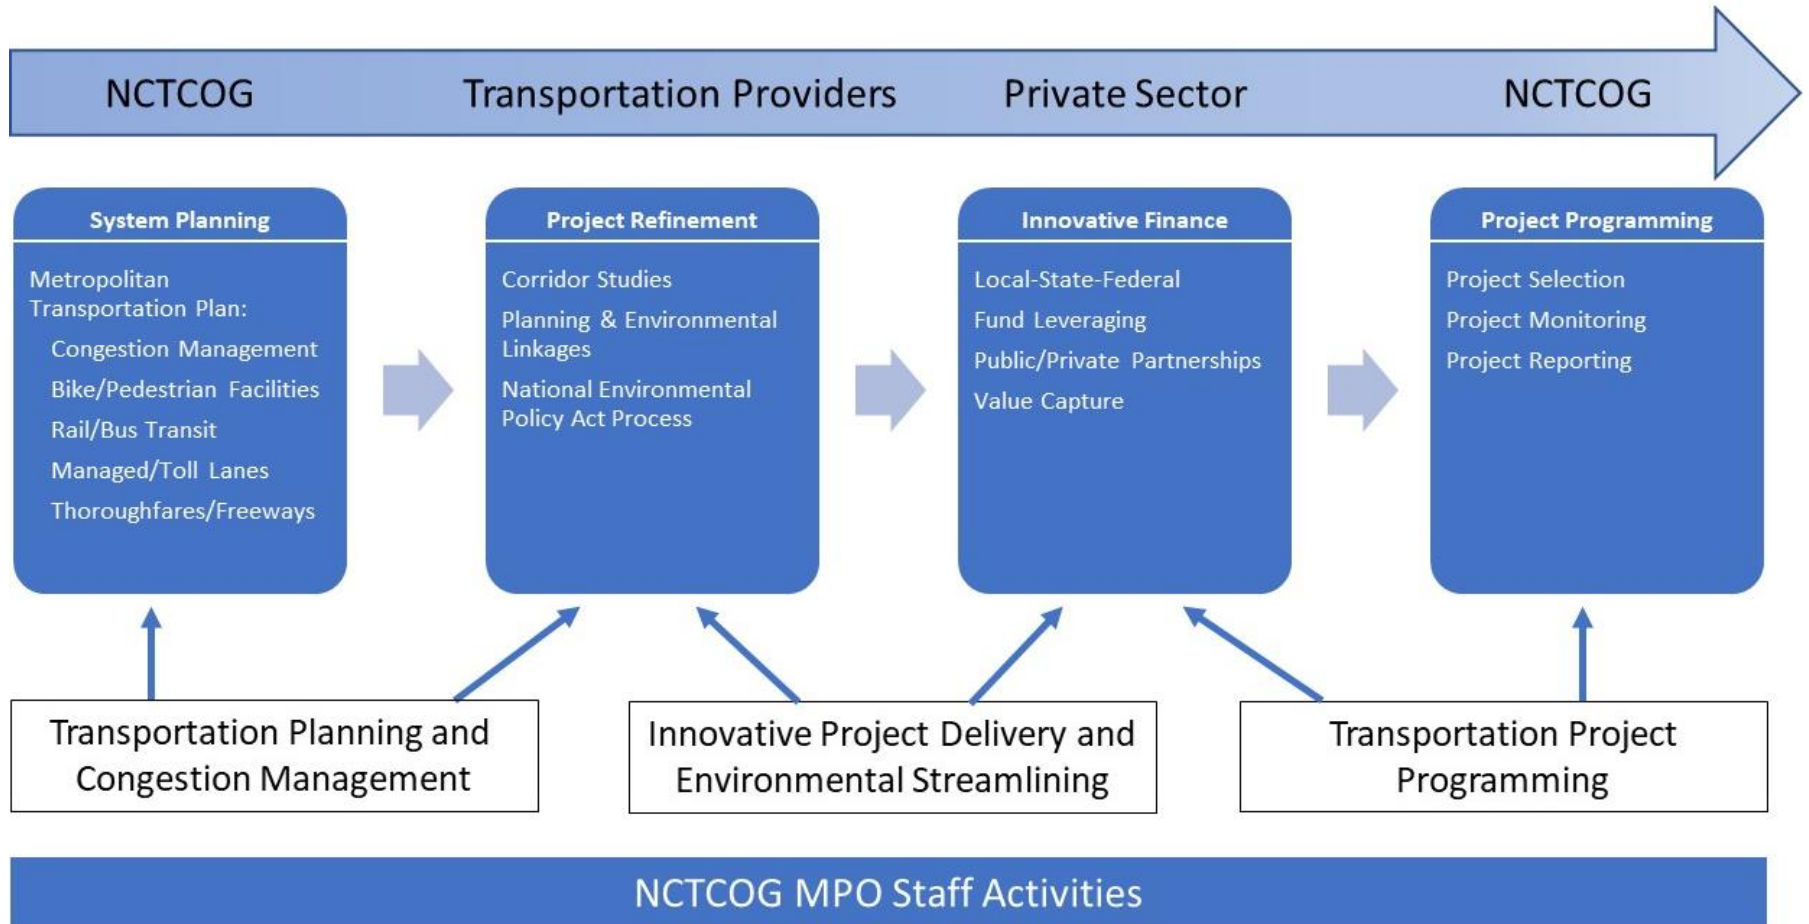 NCTCOG
Transportation Providers
Private Sector
NCTCOG
System Planning
Metropolitan
Transportation Plan:
Congestion Management
Bike/Pedestrian Facilities
Rail/Bus Transit
Managed/Toll Lanes
Thoroughfares/Freeways
Project Refinement
Corridor Studies
Planning & Environmental
Linkages
National Environmental
Policy Act Process
Innovative Finance
Local-State-Federal
Fund Leveraging
Public/Private Partnerships
Value Capture
Project Programming
Project Selection
Project Monitoring
Project Reporting
Transportation Planning and
Congestion Management
Innovative Project Delivery and
Environmental Streamlining
Transportation Project
Programming
NCTCOG MPO Staff Activities